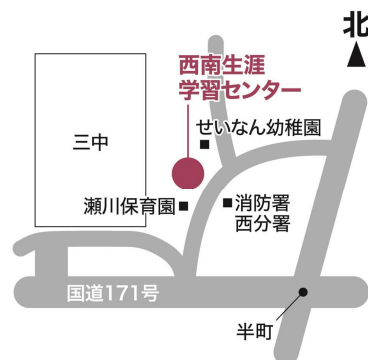 北
西南生涯
学習センター
せいなん幼稚園
三中
瀬川保育園
消防署
西分署
国道171号
半町